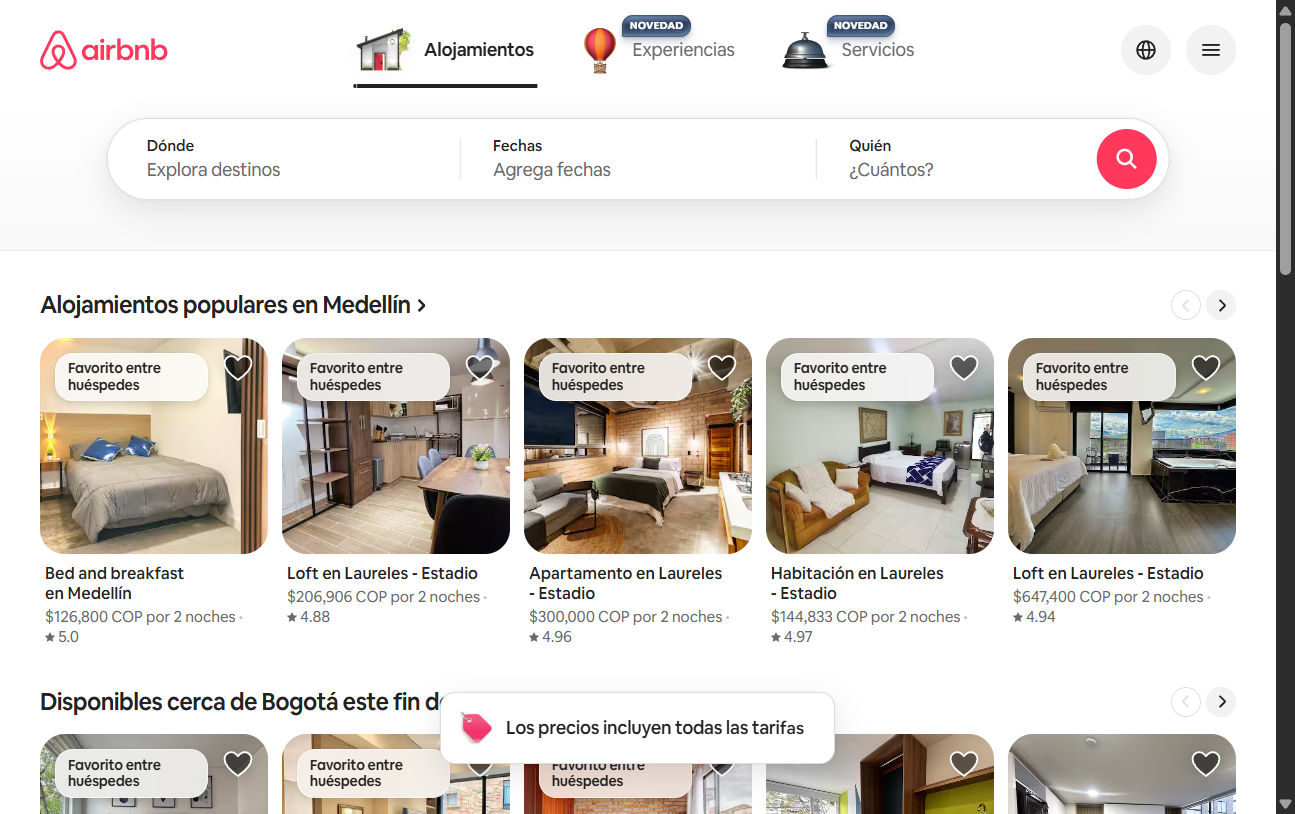 airbnb
Alojamientos
NOVEDAD
Experiencias
NOVEDAD
Servicios
Dónde
Explora destinos
Fechas
Agrega fechas
Quién
¿Cuántos?
Alojamientos populares en Medellín
Favorito entre
huéspedes
Favorito entre
huéspedes
Favorito entre
huéspedes
Favorito entre
huéspedes
Favorito entre
huéspedes
Bed and breakfast
en Medellín
$126,800 COP por 2 noches ·
★ 5.0
Loft en Laureles - Estadio
$206,906 COP por 2 noches ·
★ 4.88
Apartamento en Laureles
- Estadio
$300,000 COP por 2 noches ·
★ 4.96
Habitación en Laureles
- Estadio
$144,833 COP por 2 noches ·
★ 4.97
Loft en Laureles - Estadio
$647,400 COP por 2 noches ·
★ 4.94
Disponibles cerca de Bogotá este fin
Los precios incluyen todas las tarifas
Favorito entre
huéspedes
Favorito entre
huéspedes
Favorito entre
huéspedes